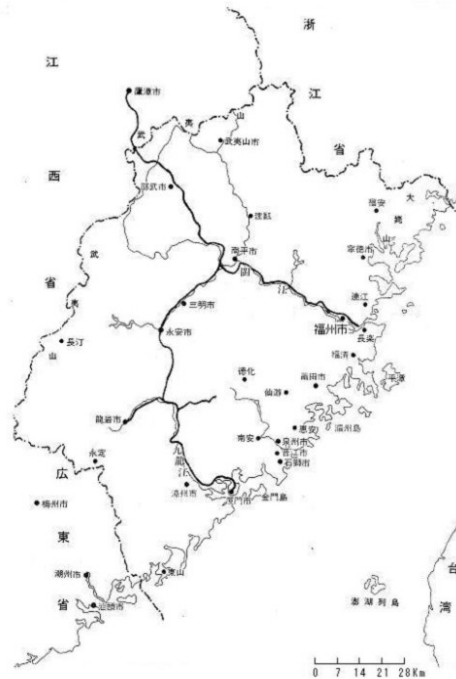 浙
江
省
江
西
省
鷹潭市
武
夷
山
武夷山市
邵武市
建甌
南平市
閩
江
福安
大
姥
山
寧徳市
連江
福州市
長楽
福清
平潭
三明市
永安市
武
夷
山
長汀
徳化
仙游
莆田市
湄州島
恵安
泉州市
南安
晋江市
石獅市
龍岩市
九
龍
江
永定
漳州市
厦門市
金門島
広
東
省
梅州市
潮州市
汕頭市
東山
澎湖列島
台
湾
0 7 14 21 28Km